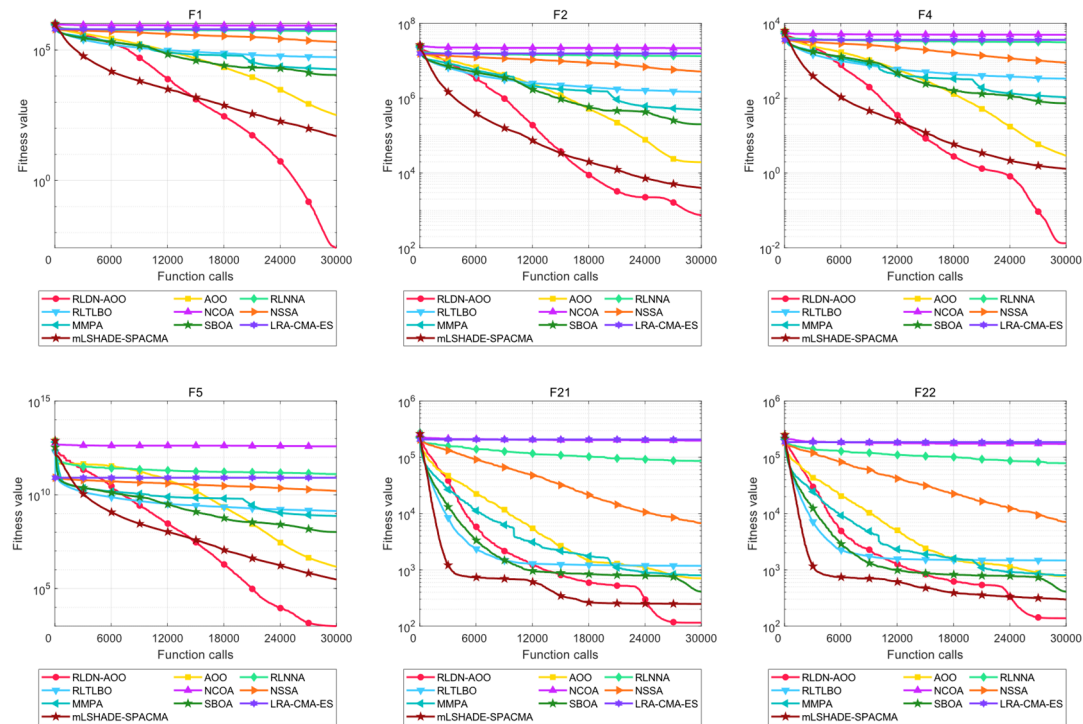 F1
Fitness value
10^5
10^0
0 6000 12000 18000 24000 30000
Function calls
RLDN-AOO AOO RLNNA
RLTLBO NCOA NSSA
MMPA SBOA LRA-CMA-ES
mLSHADE-SPACMA
F2
Fitness value
10^8
10^6
10^4
10^2
0 6000 12000 18000 24000 30000
Function calls
RLDN-AOO AOO RLNNA
RLTLBO NCOA NSSA
MMPA SBOA LRA-CMA-ES
mLSHADE-SPACMA
F4
Fitness value
10^4
10^2
10^0
10^-2
0 6000 12000 18000 24000 30000
Function calls
RLDN-AOO AOO RLNNA
RLTLBO NCOA NSSA
MMPA SBOA LRA-CMA-ES
mLSHADE-SPACMA
F5
Fitness value
10^15
10^10
10^5
0 6000 12000 18000 24000 30000
Function calls
RLDN-AOO AOO RLNNA
RLTLBO NCOA NSSA
MMPA SBOA LRA-CMA-ES
mLSHADE-SPACMA
F21
Fitness value
10^6
10^5
10^4
10^3
10^2
0 6000 12000 18000 24000 30000
Function calls
RLDN-AOO AOO RLNNA
RLTLBO NCOA NSSA
MMPA SBOA LRA-CMA-ES
mLSHADE-SPACMA
F22
Fitness value
10^6
10^5
10^4
10^3
10^2
0 6000 12000 18000 24000 30000
Function calls
RLDN-AOO AOO RLNNA
RLTLBO NCOA NSSA
MMPA SBOA LRA-CMA-ES
mLSHADE-SPACMA